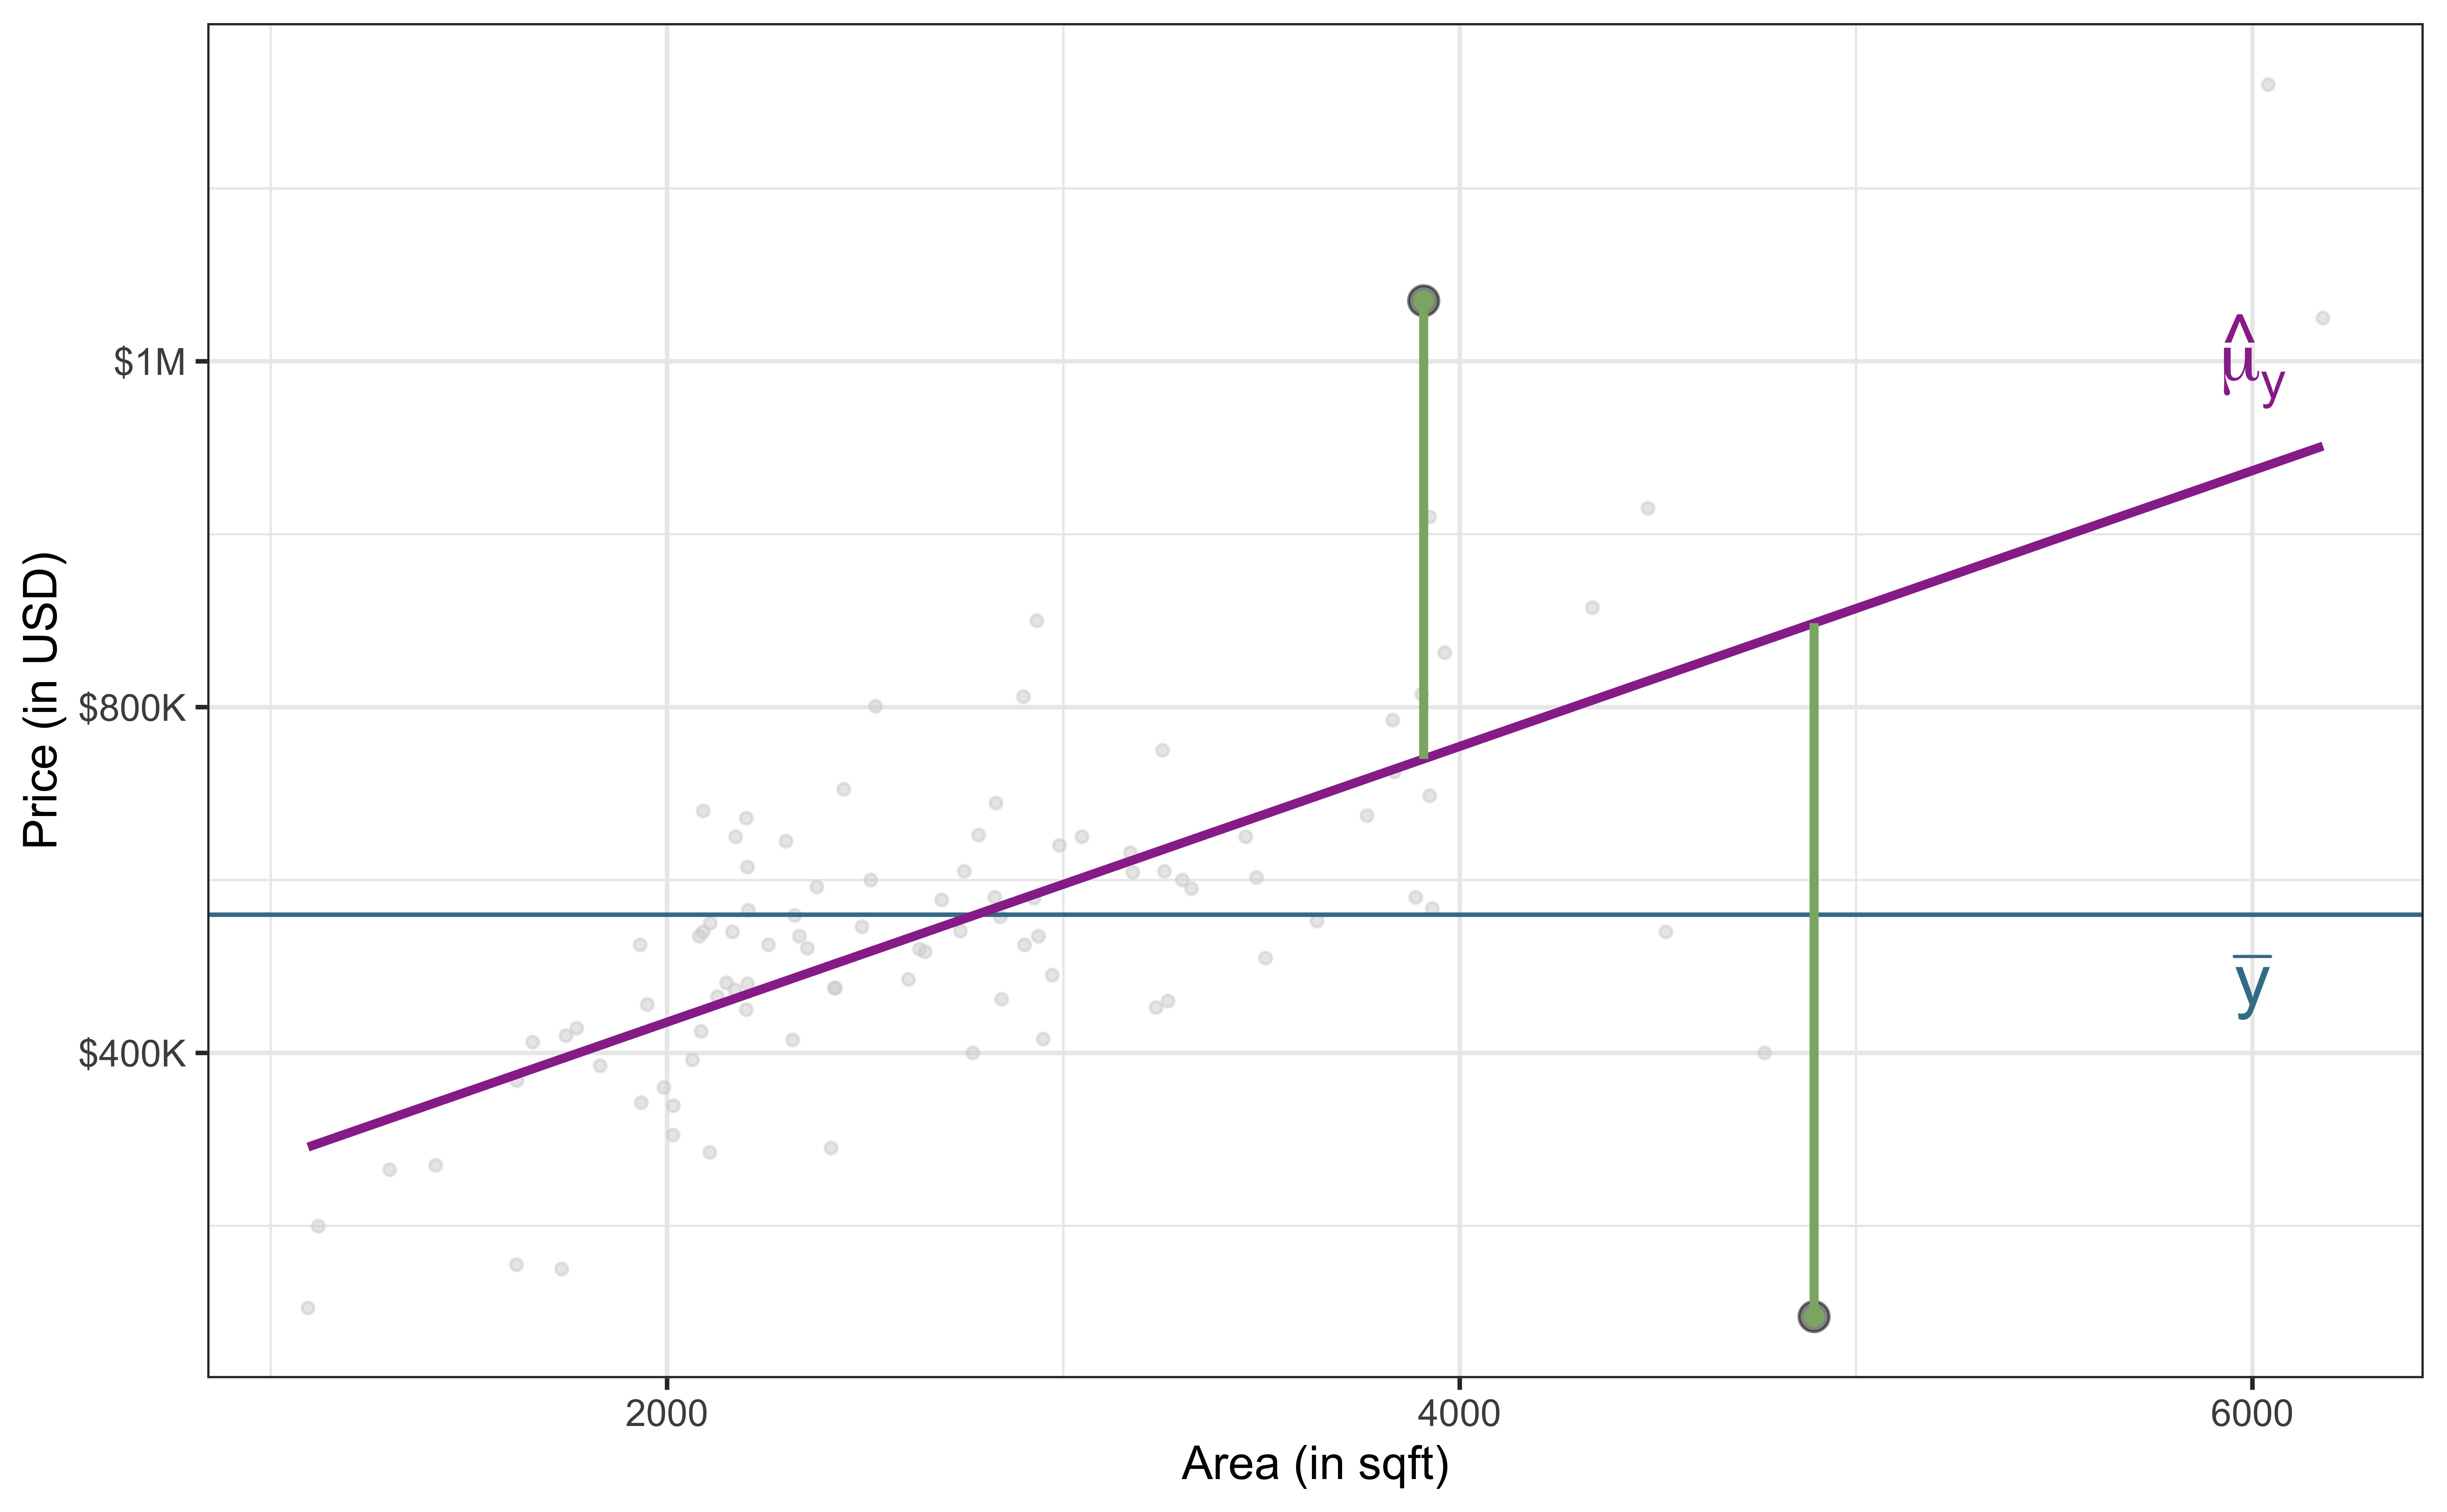 $1M
$800K
$400K
Price (in USD)
μ̂y
ȳ
2000 4000 6000
Area (in sqft)